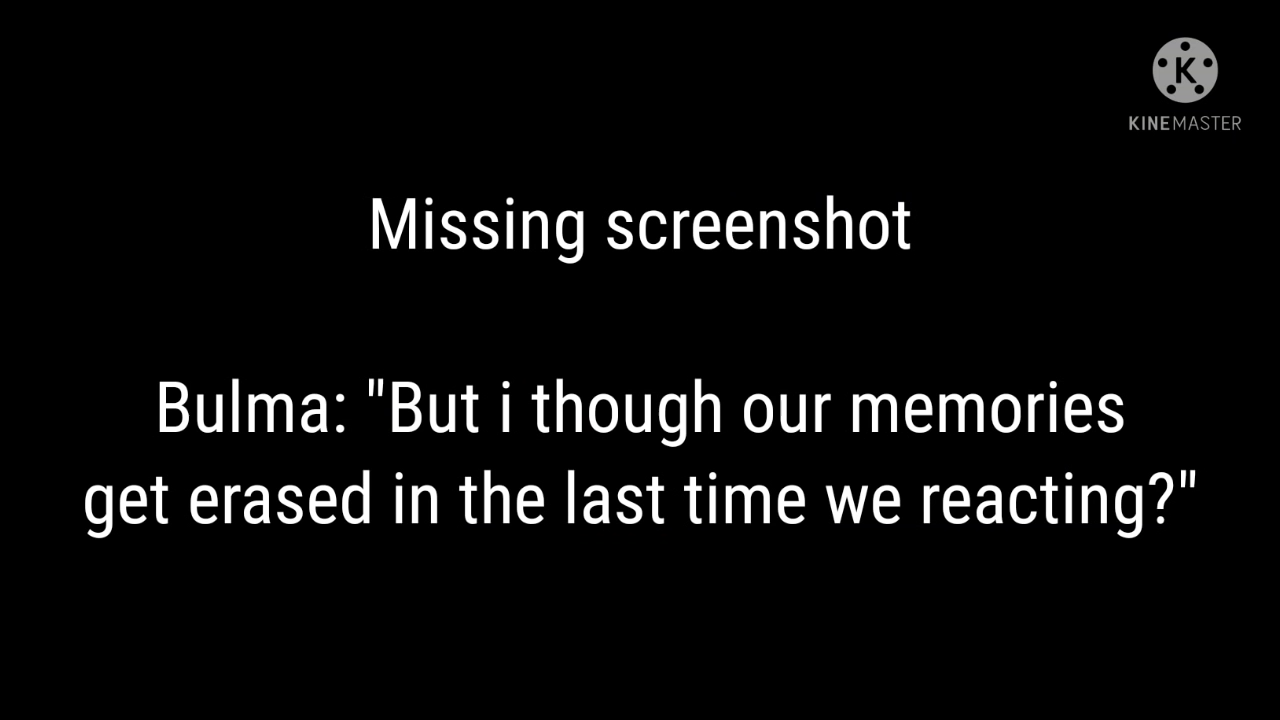 K
KINEMASTER
Missing screenshot
Bulma: "But i though our memories
get erased in the last time we reacting?"